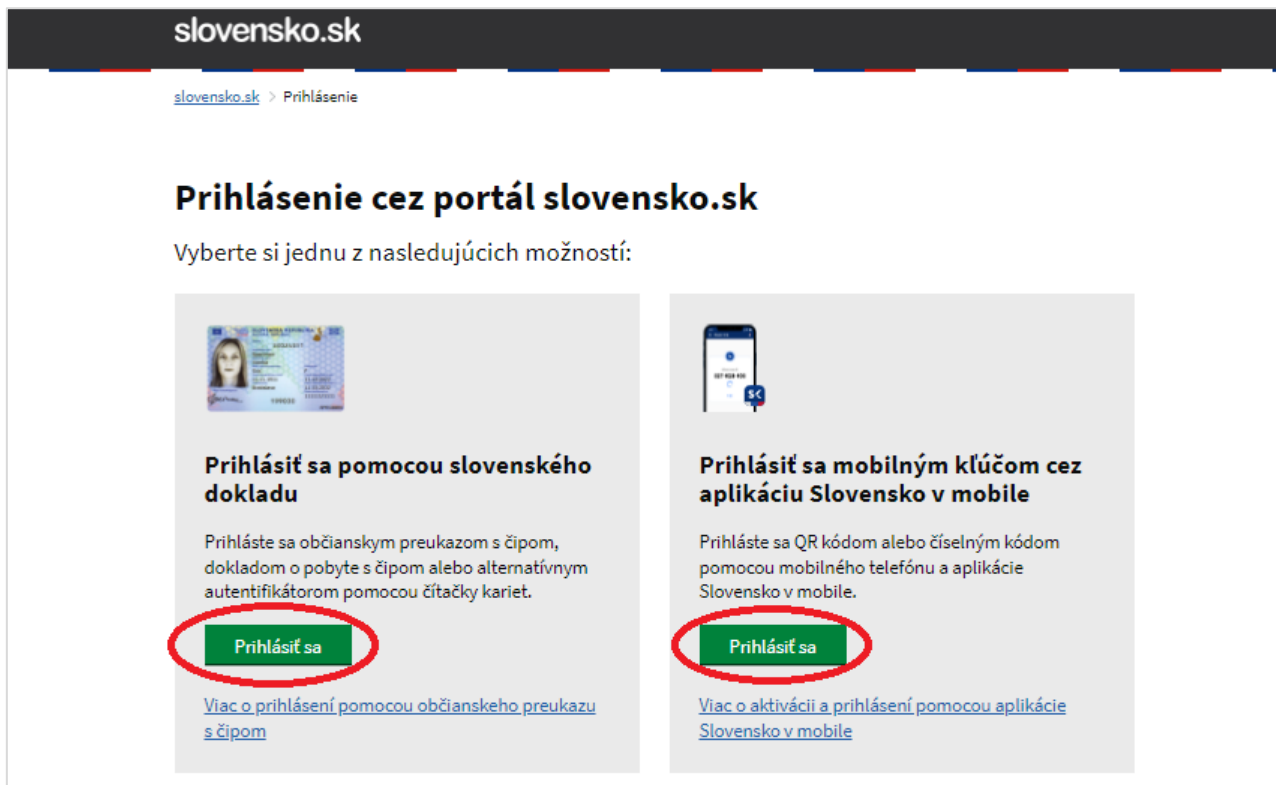 slovensko.sk
slovensko.sk > Prihlásenie
Prihlásenie cez portál slovensko.sk
Vyberte si jednu z nasledujúcich možností:
Prihlásiť sa pomocou slovenského
dokladu
Prihláste sa občianskym preukazom s čipom,
dokladom o pobyte s čipom alebo alternatívnym
autentifikátorom pomocou čítačky kariet.
Prihlásiť sa
Viac o prihlásení pomocou občianskeho preukazu
s čipom
Prihlásiť sa mobilným kľúčom cez
aplikáciu Slovensko v mobile
Prihláste sa QR kódom alebo číselným kódom
pomocou mobilného telefónu a aplikácie
Slovensko v mobile.
Prihlásiť sa
Viac o aktivácii a prihlásení pomocou aplikácie
Slovensko v mobile